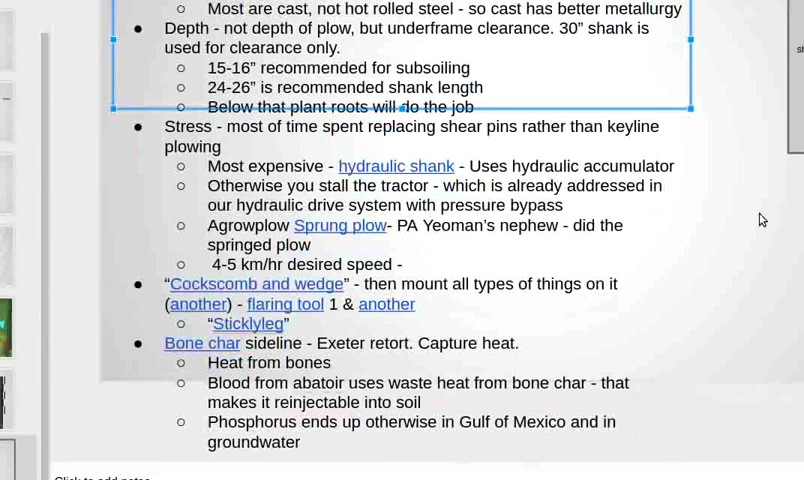 Most are cast, not hot rolled steel - so cast has better metallurgy
Depth - not depth of plow, but underframe clearance. 30” shank is
used for clearance only.
15-16” recommended for subsoiling
24-26” is recommended shank length
Below that plant roots will do the job
Stress - most of time spent replacing shear pins rather than keyline
plowing
Most expensive - hydraulic shank - Uses hydraulic accumulator
Otherwise you stall the tractor - which is already addressed in
our hydraulic drive system with pressure bypass
Agrowplow Sprung plow- PA Yeoman's nephew - did the
springed plow
4-5 km/hr desired speed -
“Cockscomb and wedge” - then mount all types of things on it
(another) - flaring tool 1 & another
“Sticklyleg”
Bone char sideline - Exeter retort. Capture heat.
Heat from bones
Blood from abatoir uses waste heat from bone char - that
makes it reinjectable into soil
Phosphorus ends up otherwise in Gulf of Mexico and in
groundwater
Click to add notes